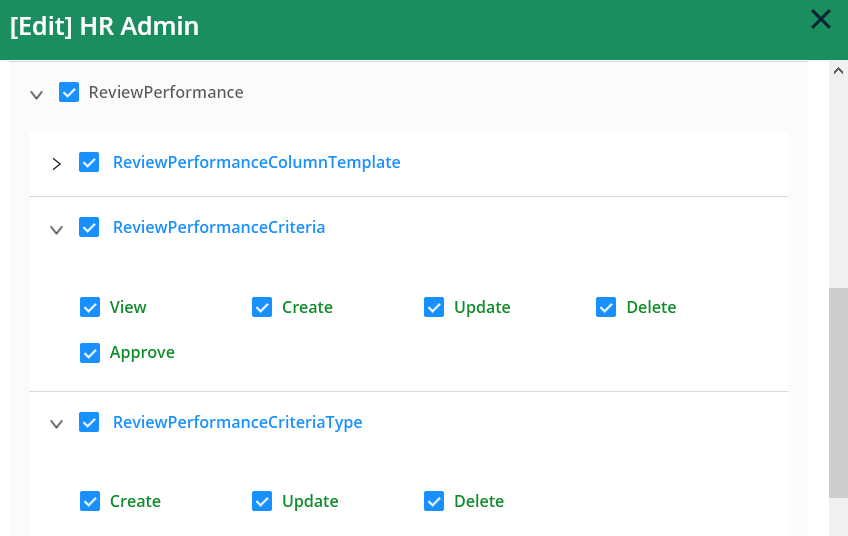 [Edit] HR Admin
ReviewPerformance
ReviewPerformanceColumnTemplate
ReviewPerformanceCriteria
View Create Update Delete
Approve
ReviewPerformanceCriteriaType
Create Update Delete